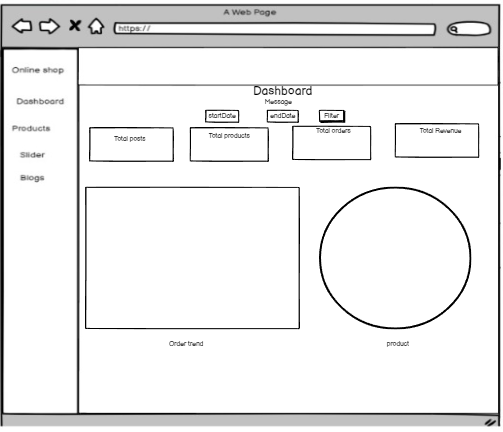 A Web Page
https://
Online shop
Dashboard
Products
Slider
Blogs
Dashboard
Message
startDate
endDate
Filter
Total posts
Total products
Total orders
Total Revenue
Order trend
product